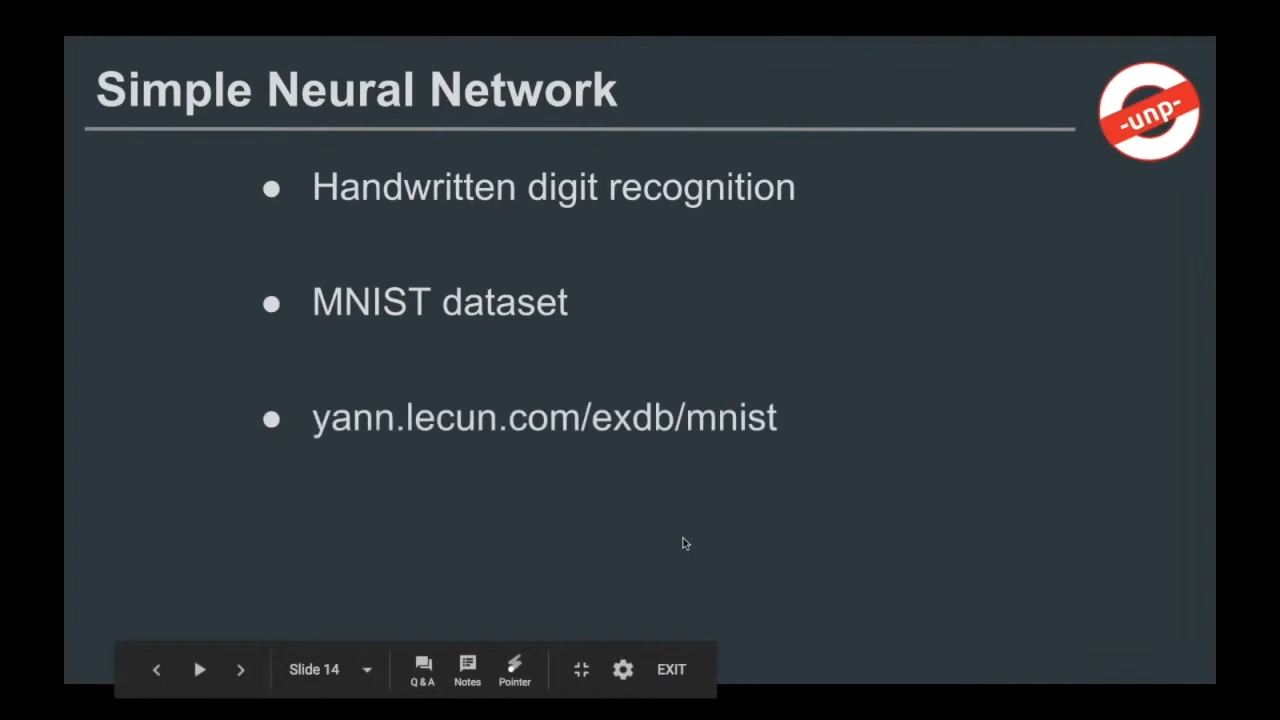 Simple Neural Network
-unp-
● Handwritten digit recognition
● MNIST dataset
● yann.lecun.com/exdb/mnist
Slide 14
Q & A
Notes
Pointer
EXIT